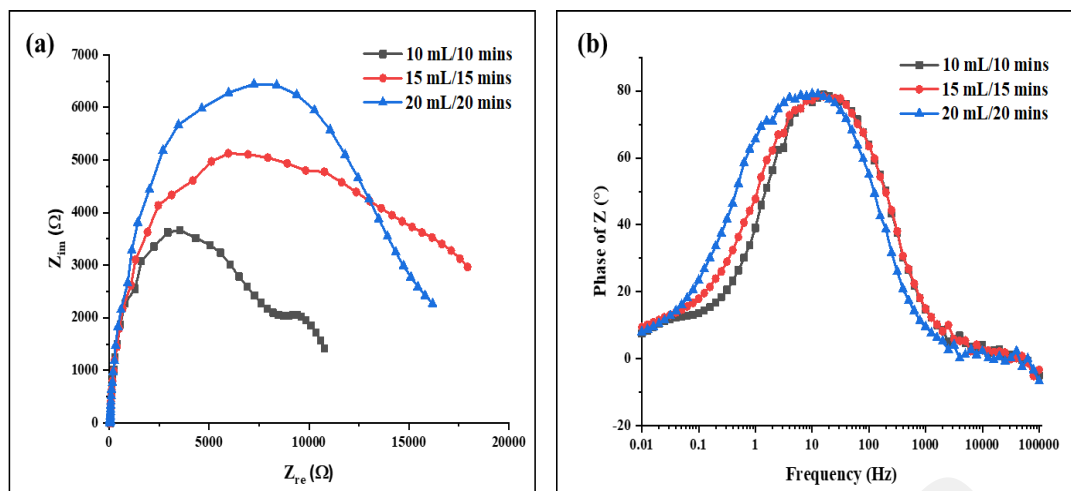 (a)
10 mL/10 mins
15 mL/15 mins
20 mL/20 mins
7000
6000
5000
4000
3000
2000
1000
0
Zim (Ω)
0 5000 10000 15000 20000
Zre (Ω)
(b)
10 mL/10 mins
15 mL/15 mins
20 mL/20 mins
80
60
40
20
0
-20
Phase of Z (°)
0.01 0.1 1 10 100 1000 10000 100000
Frequency (Hz)